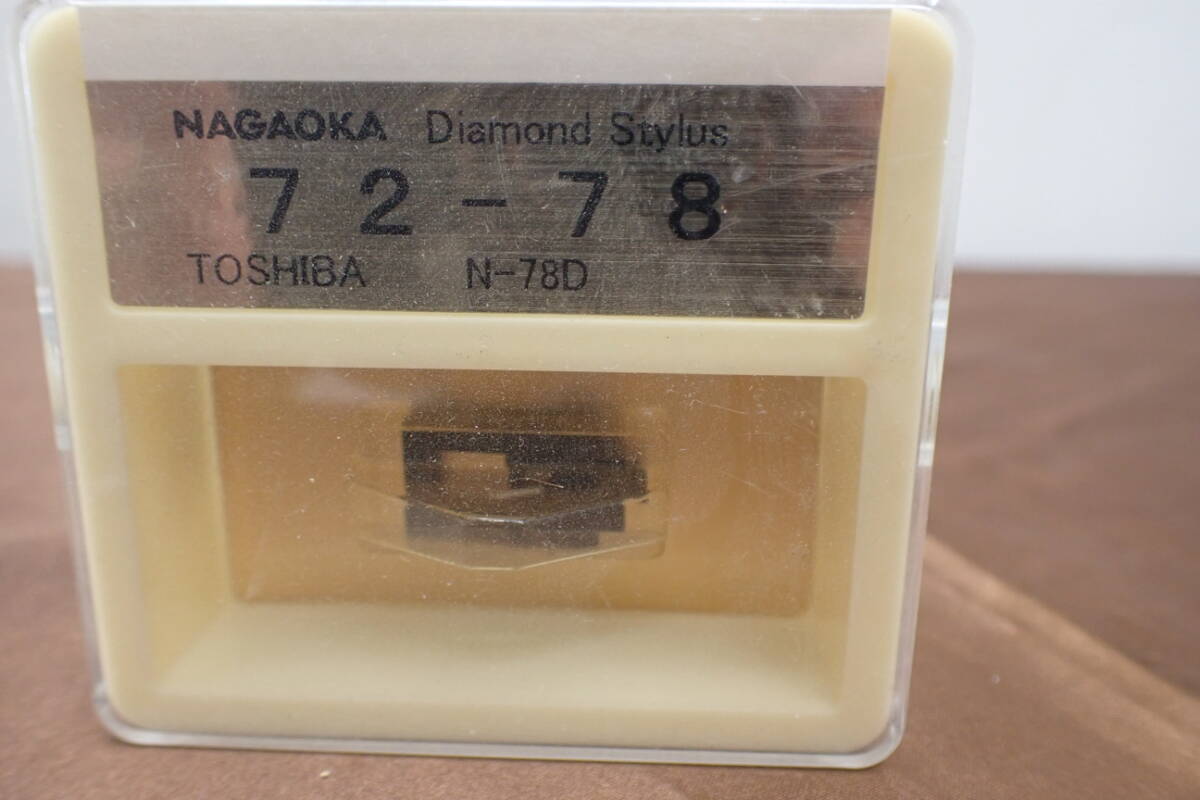 NAGAOKA Diamond Stylus
72-78
TOSHIBA N-78D